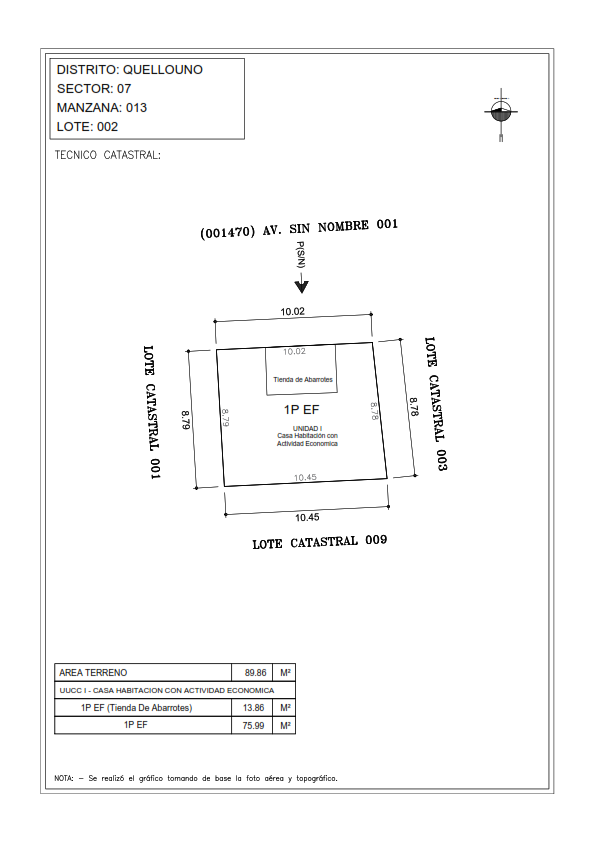 DISTRITO: QUELLOUNO
SECTOR: 07
MANZANA: 013
LOTE: 002
TECNICO CATASTRAL:
(001470) AV. SIN NOMBRE 001
P(S/N)
10.02
10.02
Tienda de Abarrotes
LOTE CATASTRAL 001
8.79
8.79
1P EF
UNIDAD I
Casa Habitación con
Actividad Economica
8.78
8.78
LOTE CATASTRAL 003
10.45
10.45
LOTE CATASTRAL 009
AREA TERRENO 89.86 M²
UUCC I - CASA HABITACION CON ACTIVIDAD ECONOMICA
1P EF (Tienda De Abarrotes) 13.86 M²
1P EF 75.99 M²
NOTA: - Se realizó el gráfico tomando de base la foto aérea y topográfico.